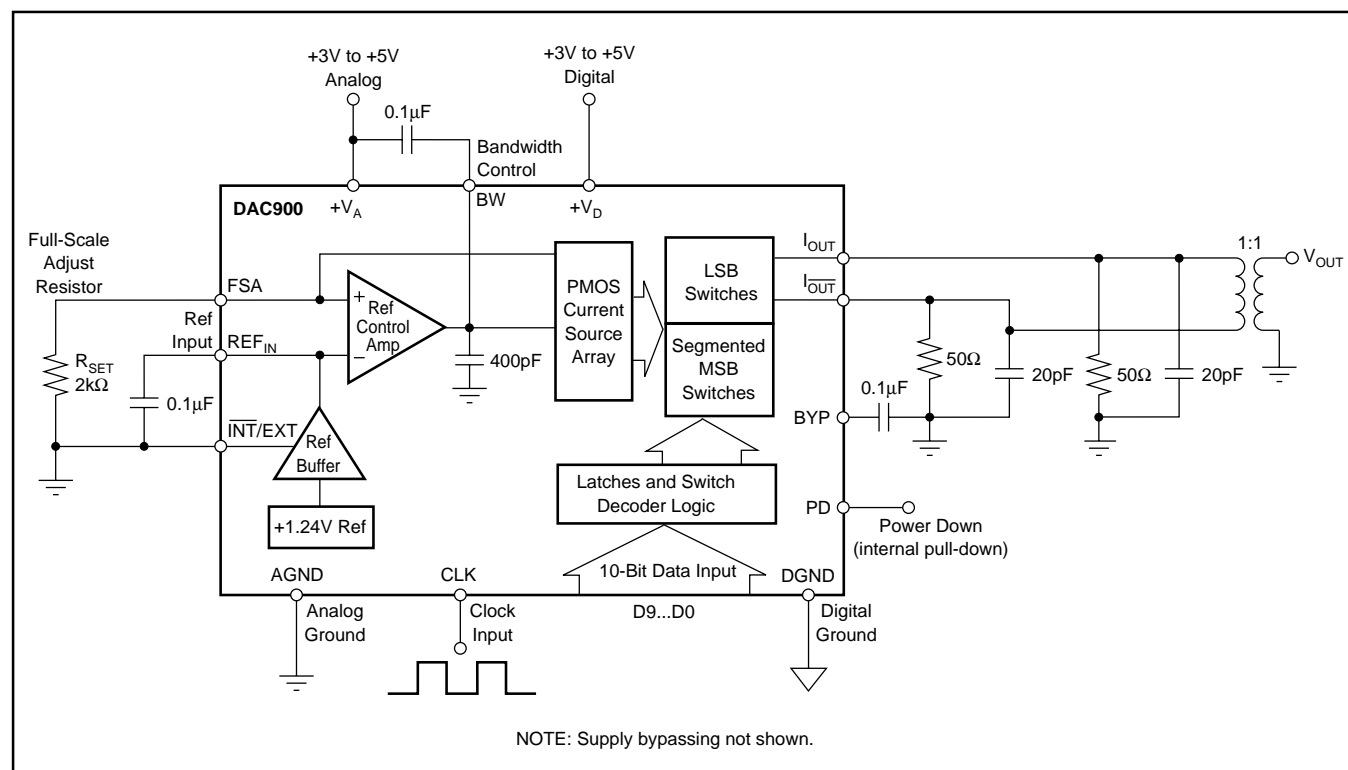 +3V to +5V
Analog
+3V to +5V
Digital
0.1µF
Bandwidth
Control
+V_A
BW
+V_D
DAC900
Full-Scale
Adjust
Resistor
FSA
Ref
Input
REF_IN
R_SET
2kΩ
0.1µF
I̅N̅T̅/EXT
+
Ref
Control
Amp
–
400pF
Ref
Buffer
+1.24V Ref
PMOS
Current
Source
Array
LSB
Switches
Segmented
MSB
Switches
Latches and Switch
Decoder Logic
10-Bit Data Input
D9...D0
I_OUT
I_O̅U̅T̅
1:1
V_OUT
50Ω
20pF
50Ω
20pF
0.1µF
BYP
PD
Power Down
(internal pull-down)
AGND
Analog
Ground
CLK
Clock
Input
DGND
Digital
Ground
NOTE: Supply bypassing not shown.